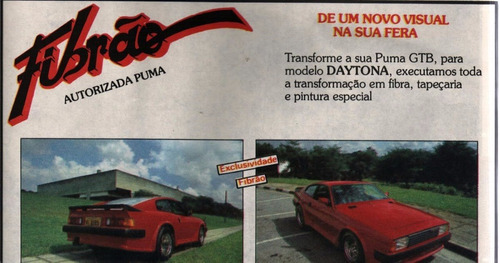 Fibrão
AUTORIZADA PUMA
DE UM NOVO VISUAL
NA SUA FERA
Transforme a sua Puma GTB, para
modelo DAYTONA, executamos toda
a transformação em fibra, tapeçaria
e pintura especial
Exclusividade
Fibrão